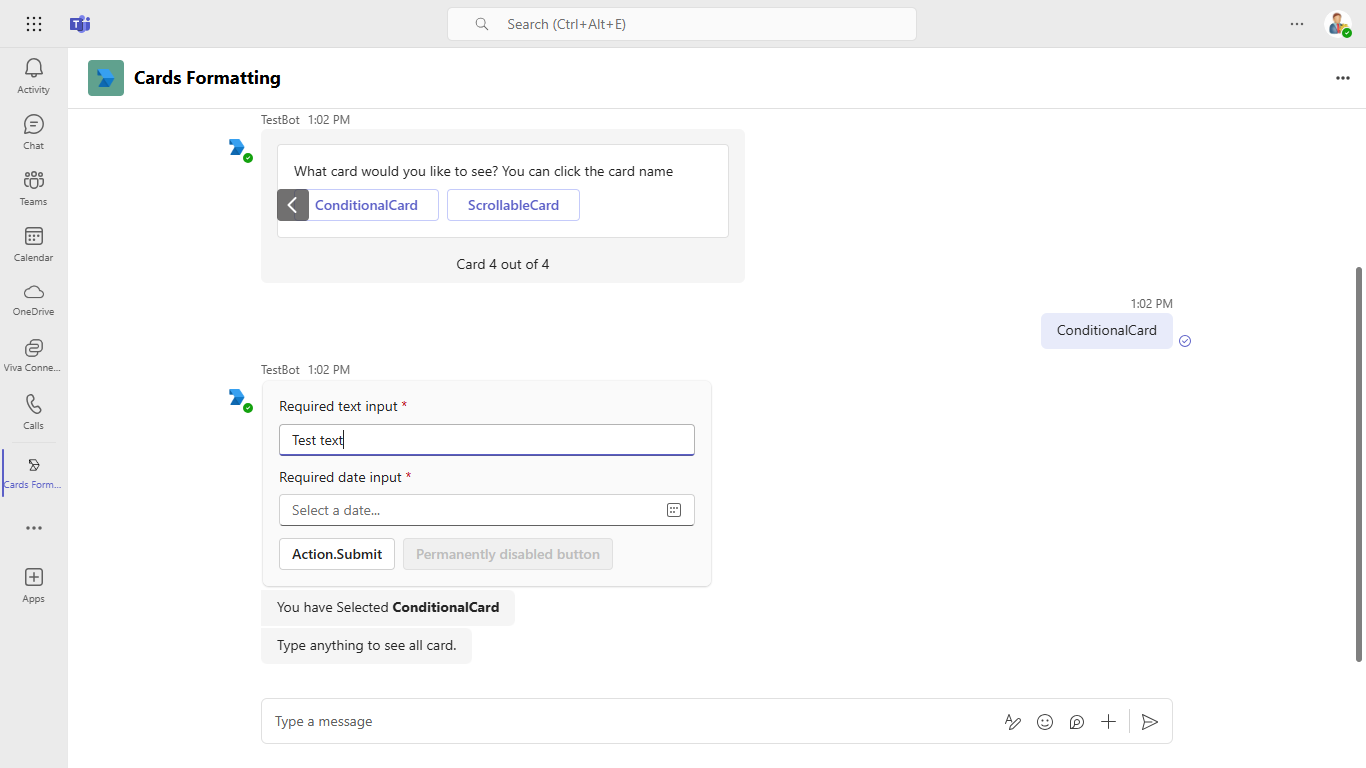 Search (Ctrl+Alt+E)
Activity
Chat
Teams
Calendar
OneDrive
Viva Conne...
Calls
Cards Form...
Apps
Cards Formatting
TestBot 1:02 PM
What card would you like to see? You can click the card name
ConditionalCard ScrollableCard
Card 4 out of 4
1:02 PM
ConditionalCard
TestBot 1:02 PM
Required text input *
Test text
Required date input *
Select a date...
Action.Submit Permanently disabled button
You have Selected ConditionalCard
Type anything to see all card.
Type a message